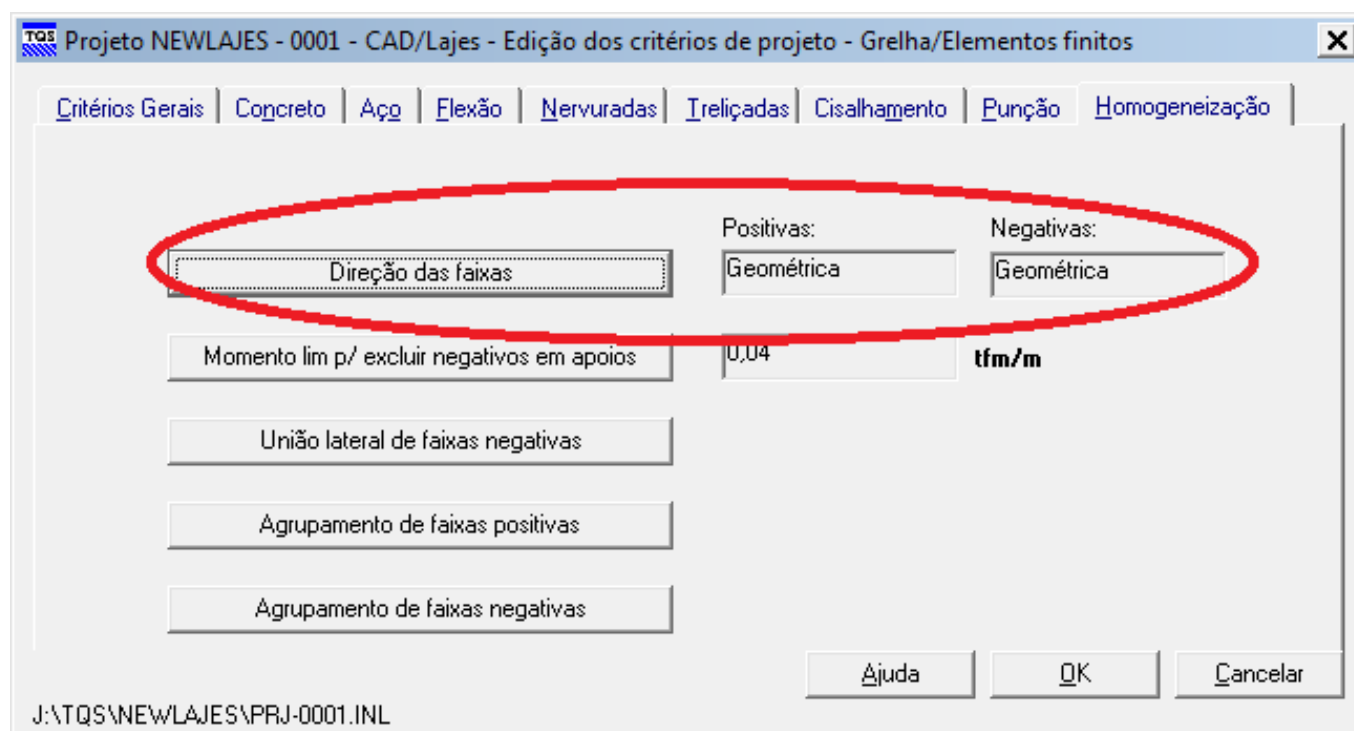 TQS Projeto NEWLAJES - 0001 - CAD/Lajes - Edição dos critérios de projeto - Grelha/Elementos finitos
Critérios Gerais Concreto Aço Flexão Nervuradas Treliçadas Cisalhamento Punção Homogeneização
Positivas: Negativas:
Direção das faixas Geométrica Geométrica
Momento lim p/ excluir negativos em apoios 0,04 tfm/m
União lateral de faixas negativas
Agrupamento de faixas positivas
Agrupamento de faixas negativas
Ajuda OK Cancelar
J:\TQS\NEWLAJES\PRJ-0001.INL